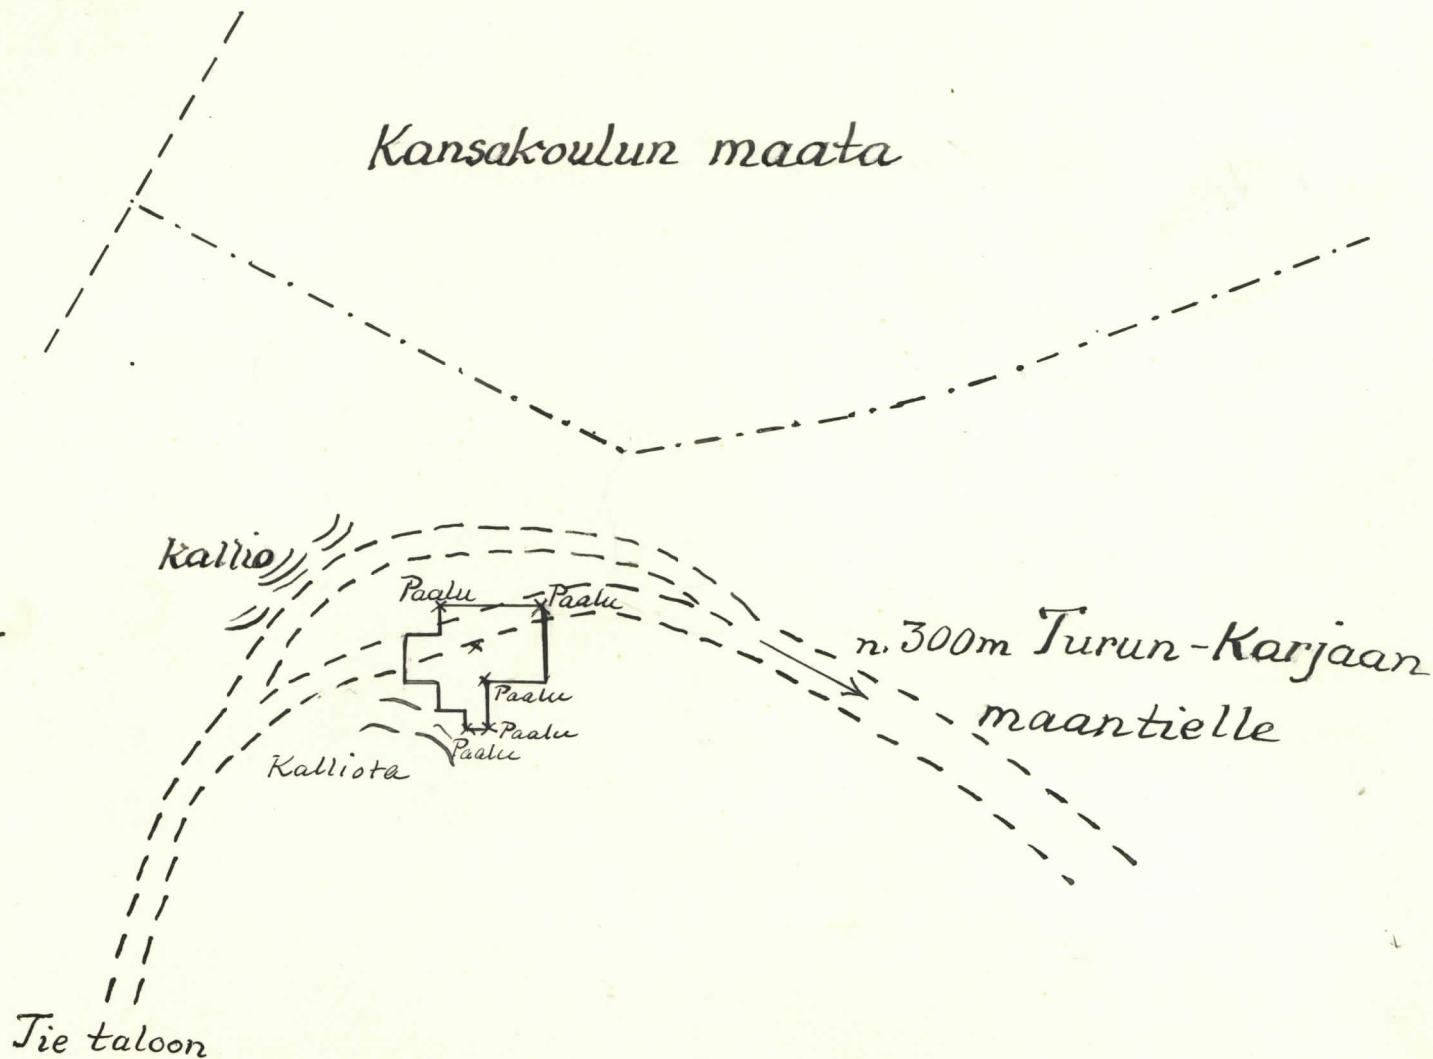 Kansakoulun maata
Kallio
Paalu
Paalu
n. 300m Turun-Karjaan
maantielle
Paalu
Paalu
Paalu
Kalliota
Tie taloon